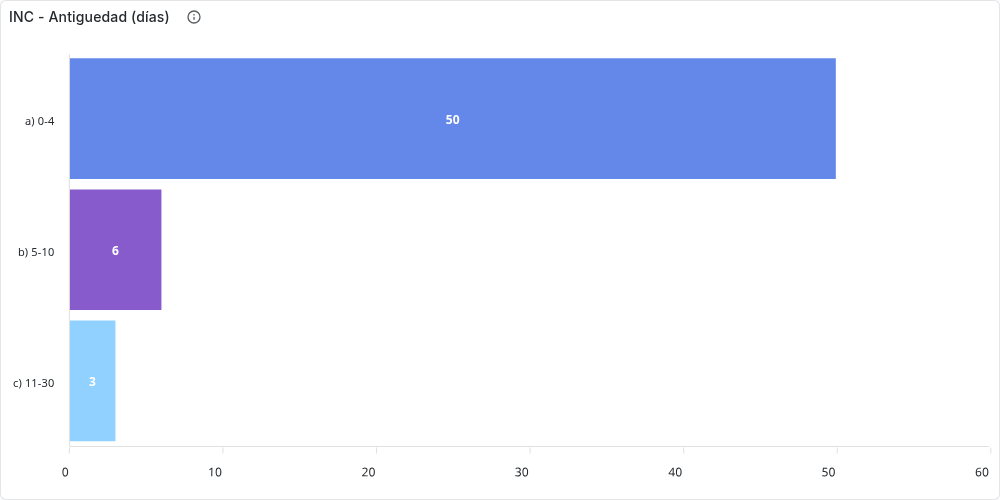 INC - Antiguedad (días)
a) 0-4
50
b) 5-10
6
c) 11-30
3
0 10 20 30 40 50 60